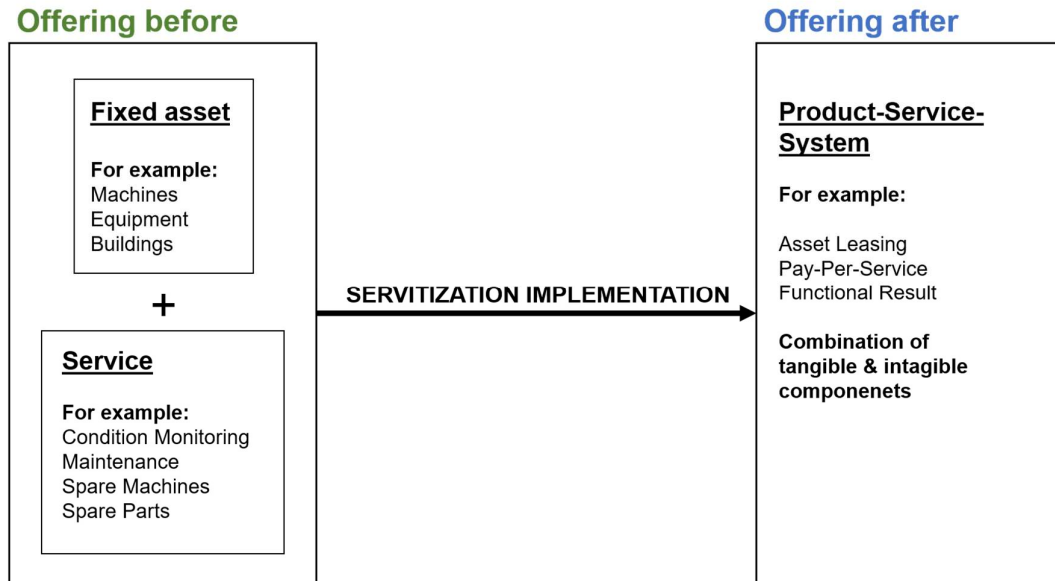 Offering before
Fixed asset
For example:
Machines
Equipment
Buildings
+
Service
For example:
Condition Monitoring
Maintenance
Spare Machines
Spare Parts
SERVITIZATION IMPLEMENTATION
Offering after
Product-Service-
System
For example:
Asset Leasing
Pay-Per-Service
Functional Result
Combination of
tangible & intagible
componenets